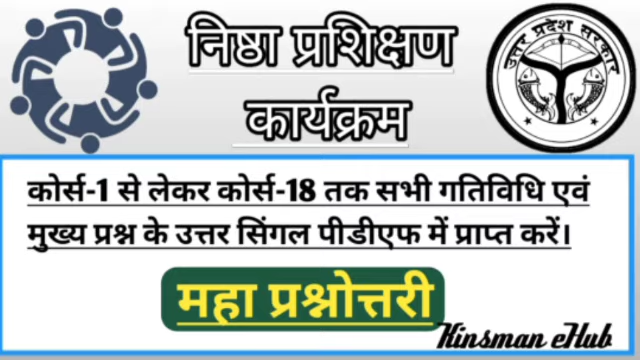 निष्ठा प्रशिक्षण
कार्यक्रम
उत्तर प्रदेश सरकार
कोर्स-1 से लेकर कोर्स-18 तक सभी गतिविधि एवं
मुख्य प्रश्न के उत्तर सिंगल पीडीएफ में प्राप्त करें।
महा प्रश्नोत्तरी
Kinsman eHub